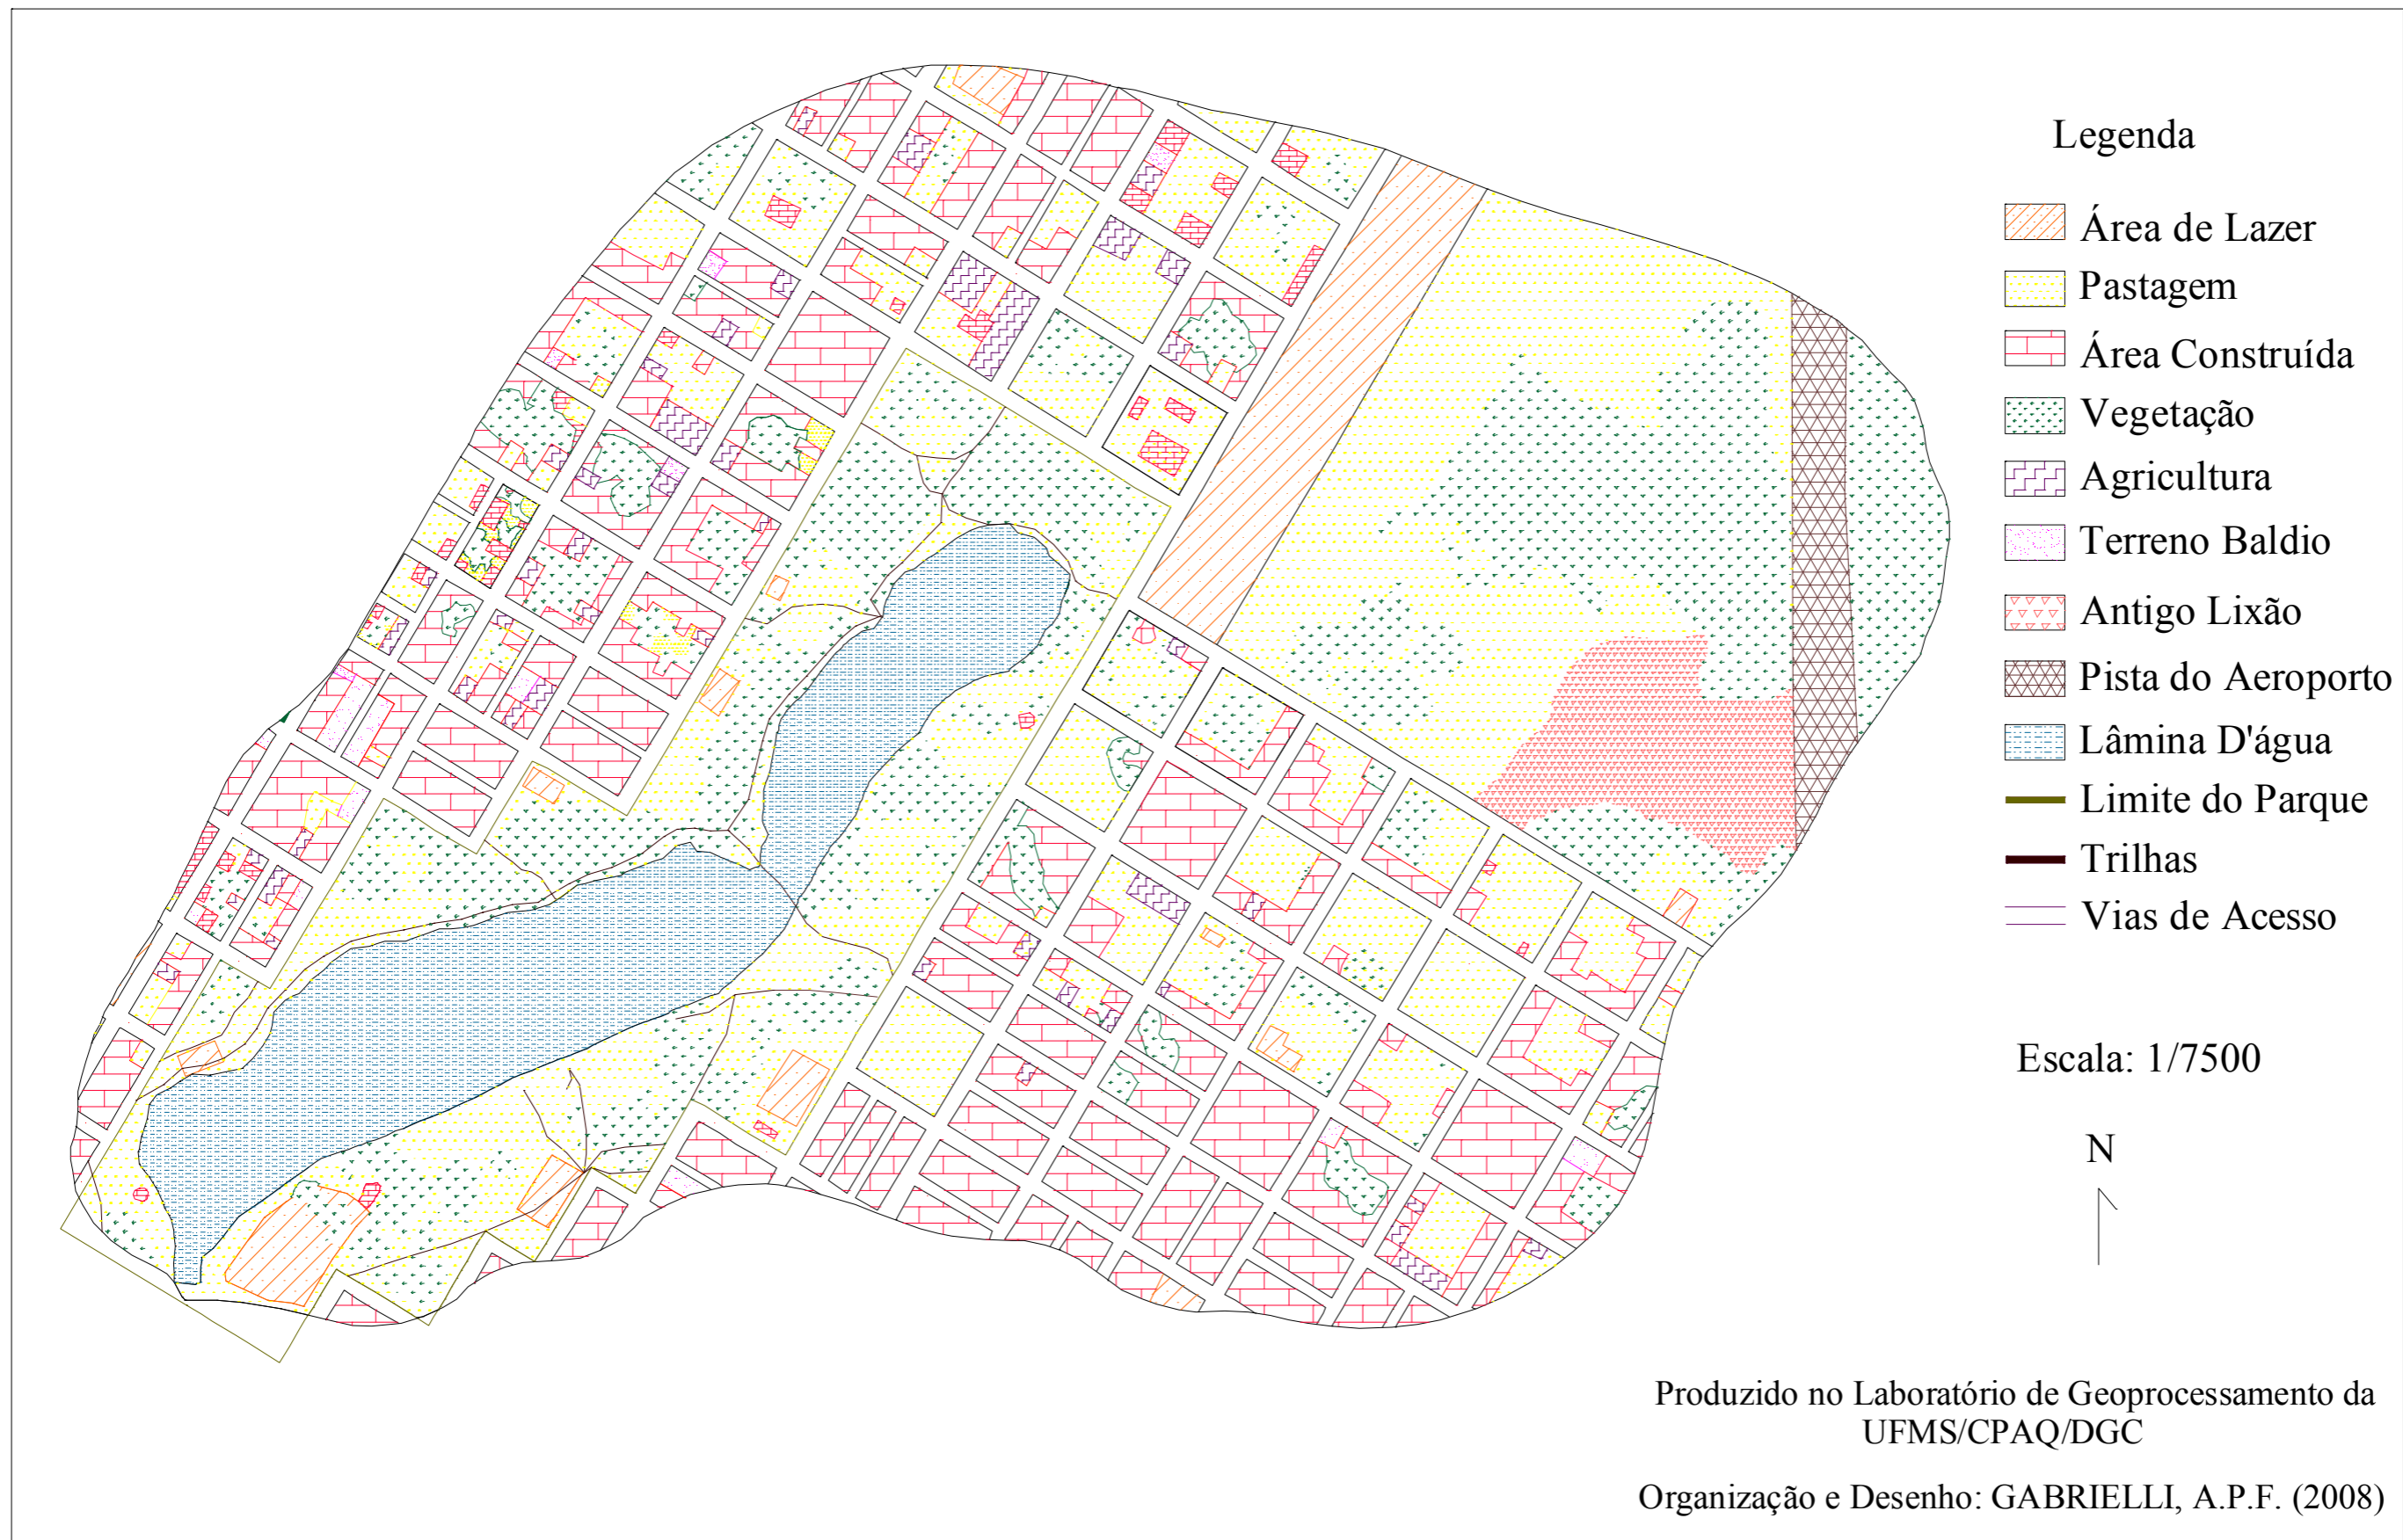 Legenda
Área de Lazer
Pastagem
Área Construída
Vegetação
Agricultura
Terreno Baldio
Antigo Lixão
Pista do Aeroporto
Lâmina D'água
Limite do Parque
Trilhas
Vias de Acesso
Escala: 1/7500
N
Produzido no Laboratório de Geoprocessamento da
UFMS/CPAQ/DGC
Organização e Desenho: GABRIELLI, A.P.F. (2008)